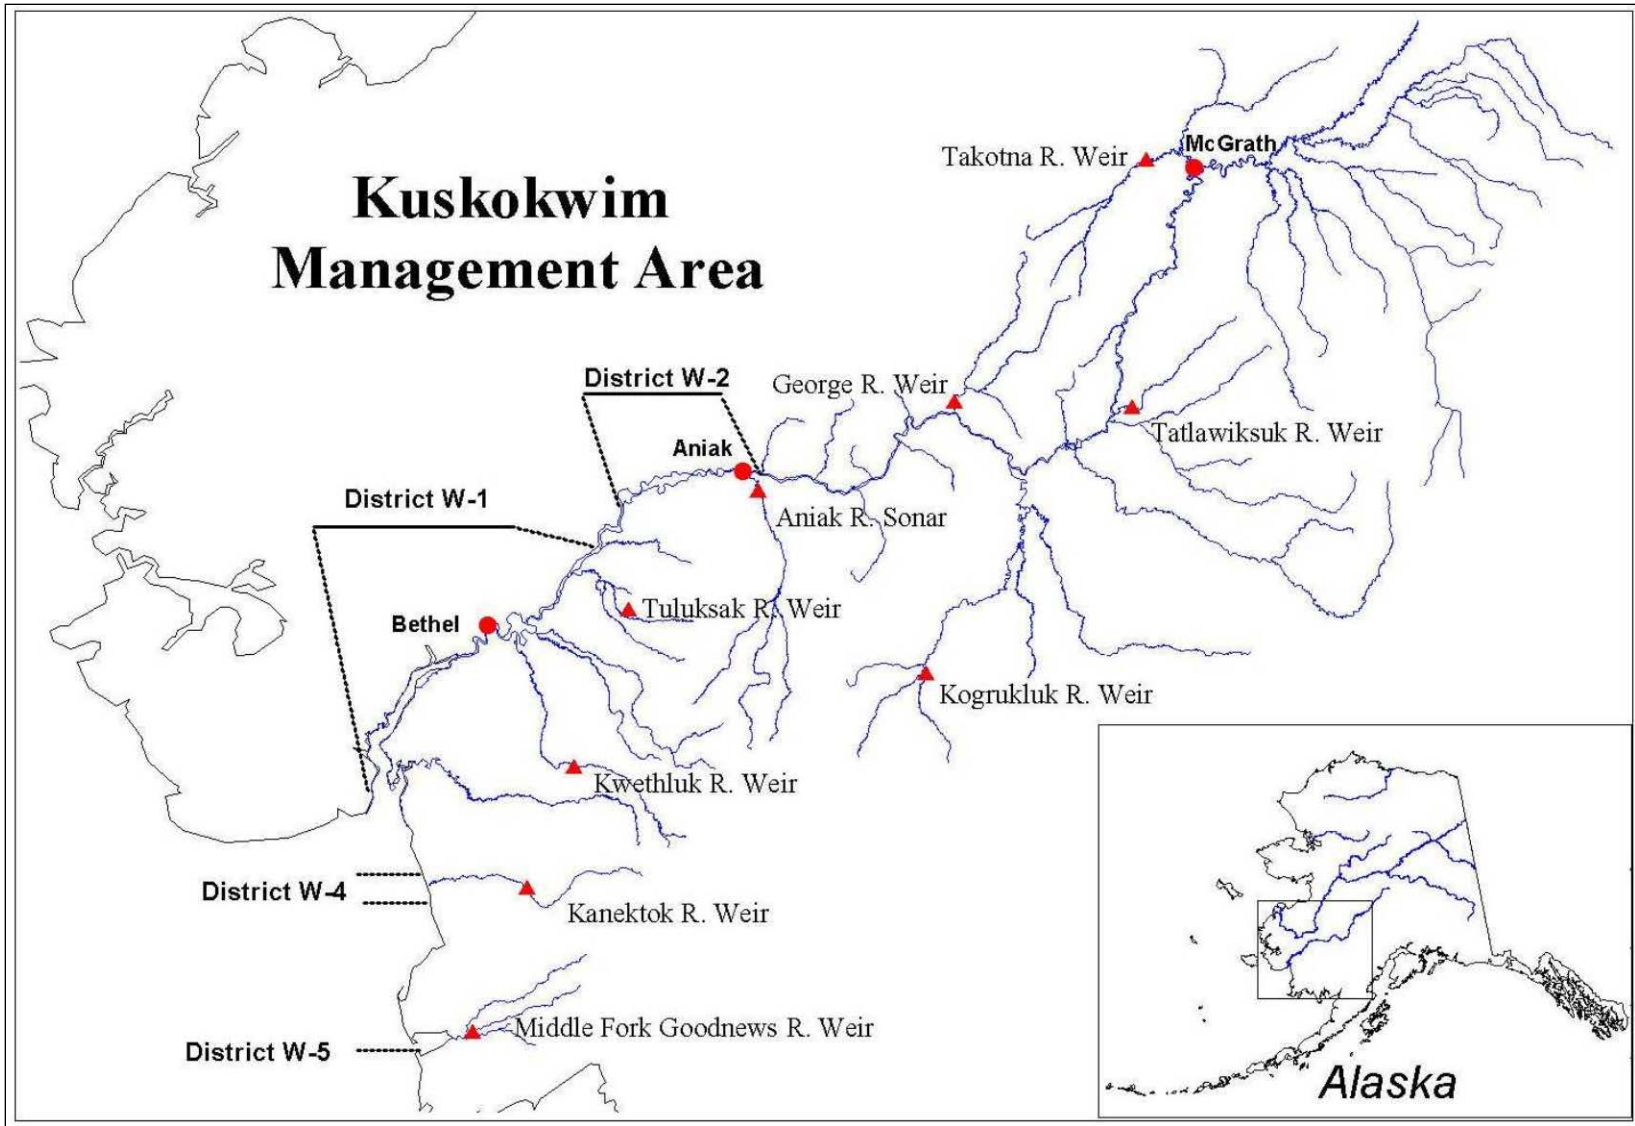 Kuskokwim
Management Area
McGrath
Takotna R. Weir
District W-2
George R. Weir
Tatlawiksuk R. Weir
Aniak
District W-1
Aniak R. Sonar
Tuluksak R. Weir
Bethel
Kogrukluk R. Weir
Kwethluk R. Weir
District W-4
Kanektok R. Weir
Middle Fork Goodnews R. Weir
District W-5
Alaska